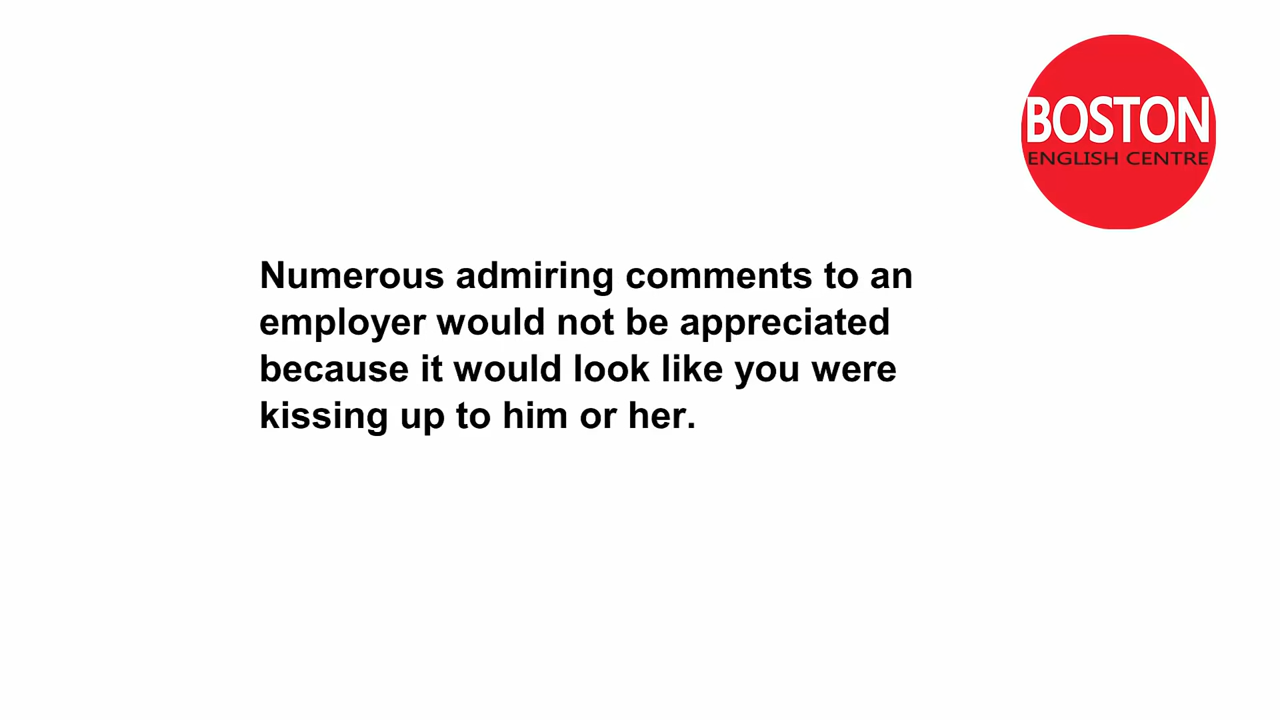 BOSTON
ENGLISH CENTRE
Numerous admiring comments to an
employer would not be appreciated
because it would look like you were
kissing up to him or her.